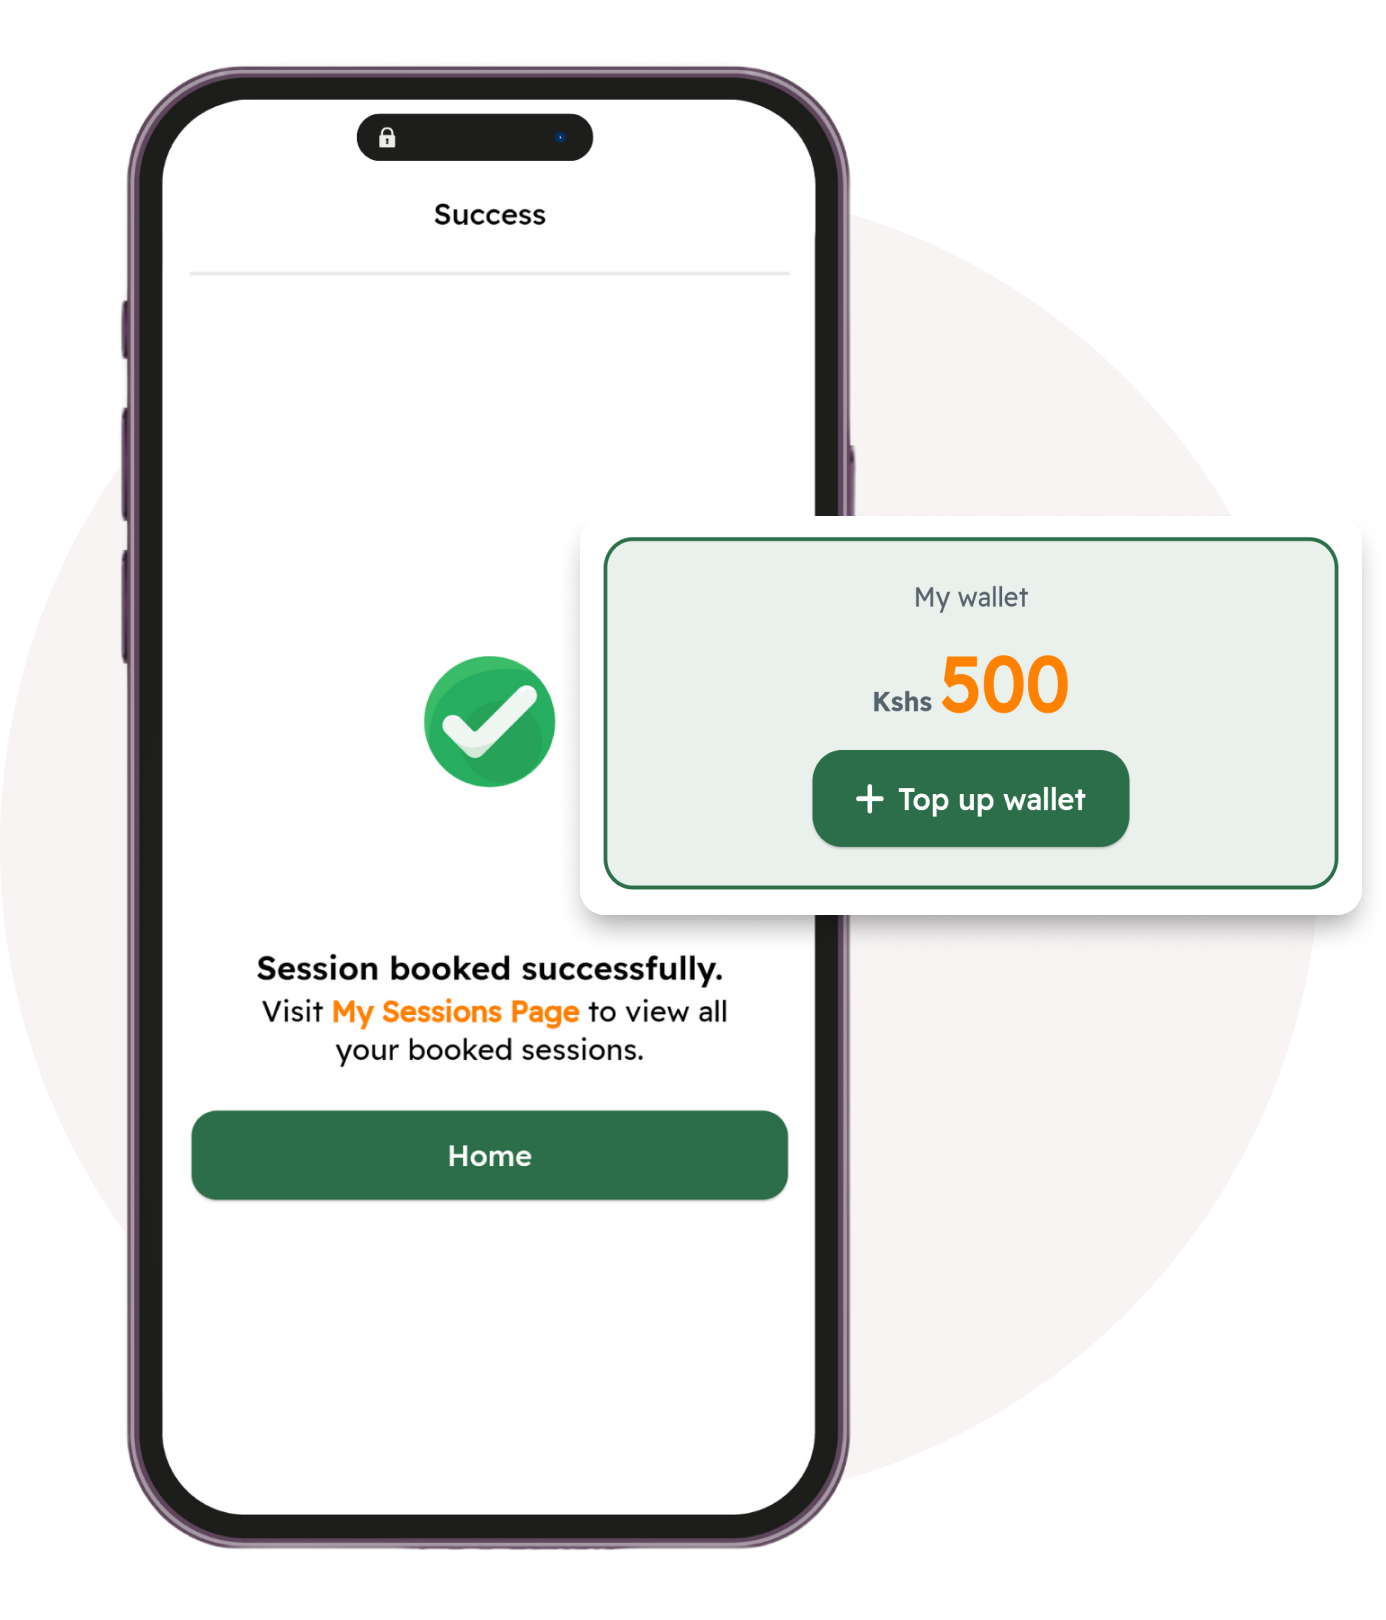 Success
My wallet
Kshs 500
+ Top up wallet
Session booked successfully.
Visit My Sessions Page to view all
your booked sessions.
Home